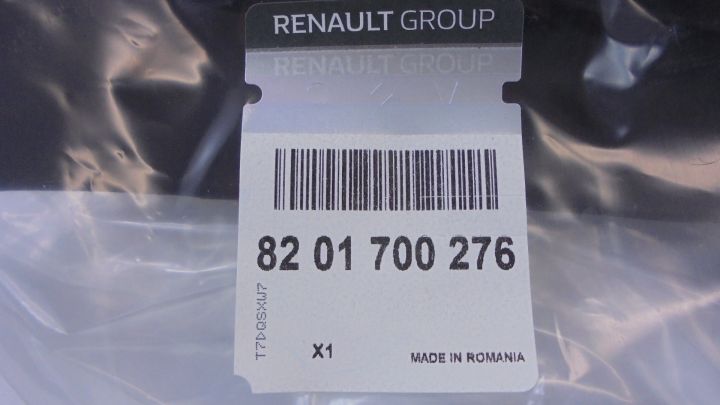 RENAULT GROUP
RENAULT GROUP
82 01 700 276
T7DQSXW7
X1
MADE IN ROMANIA